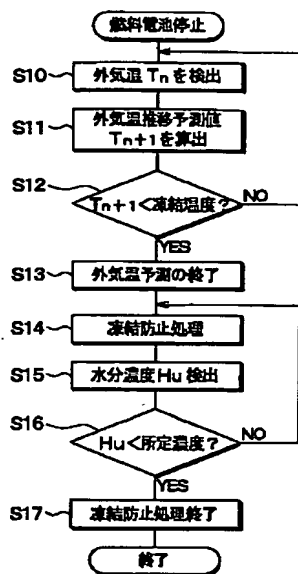 燃料電池停止
S10 外気温 Tnを検出
S11 外気温推移予測値
Tn+1を算出
S12 Tn+1<凍結温度? NO
YES
S13 外気温予測の終了
S14 凍結防止処理
S15 水分濃度Hu検出
S16 Hu<所定濃度? NO
YES
S17 凍結防止処理終了
終了